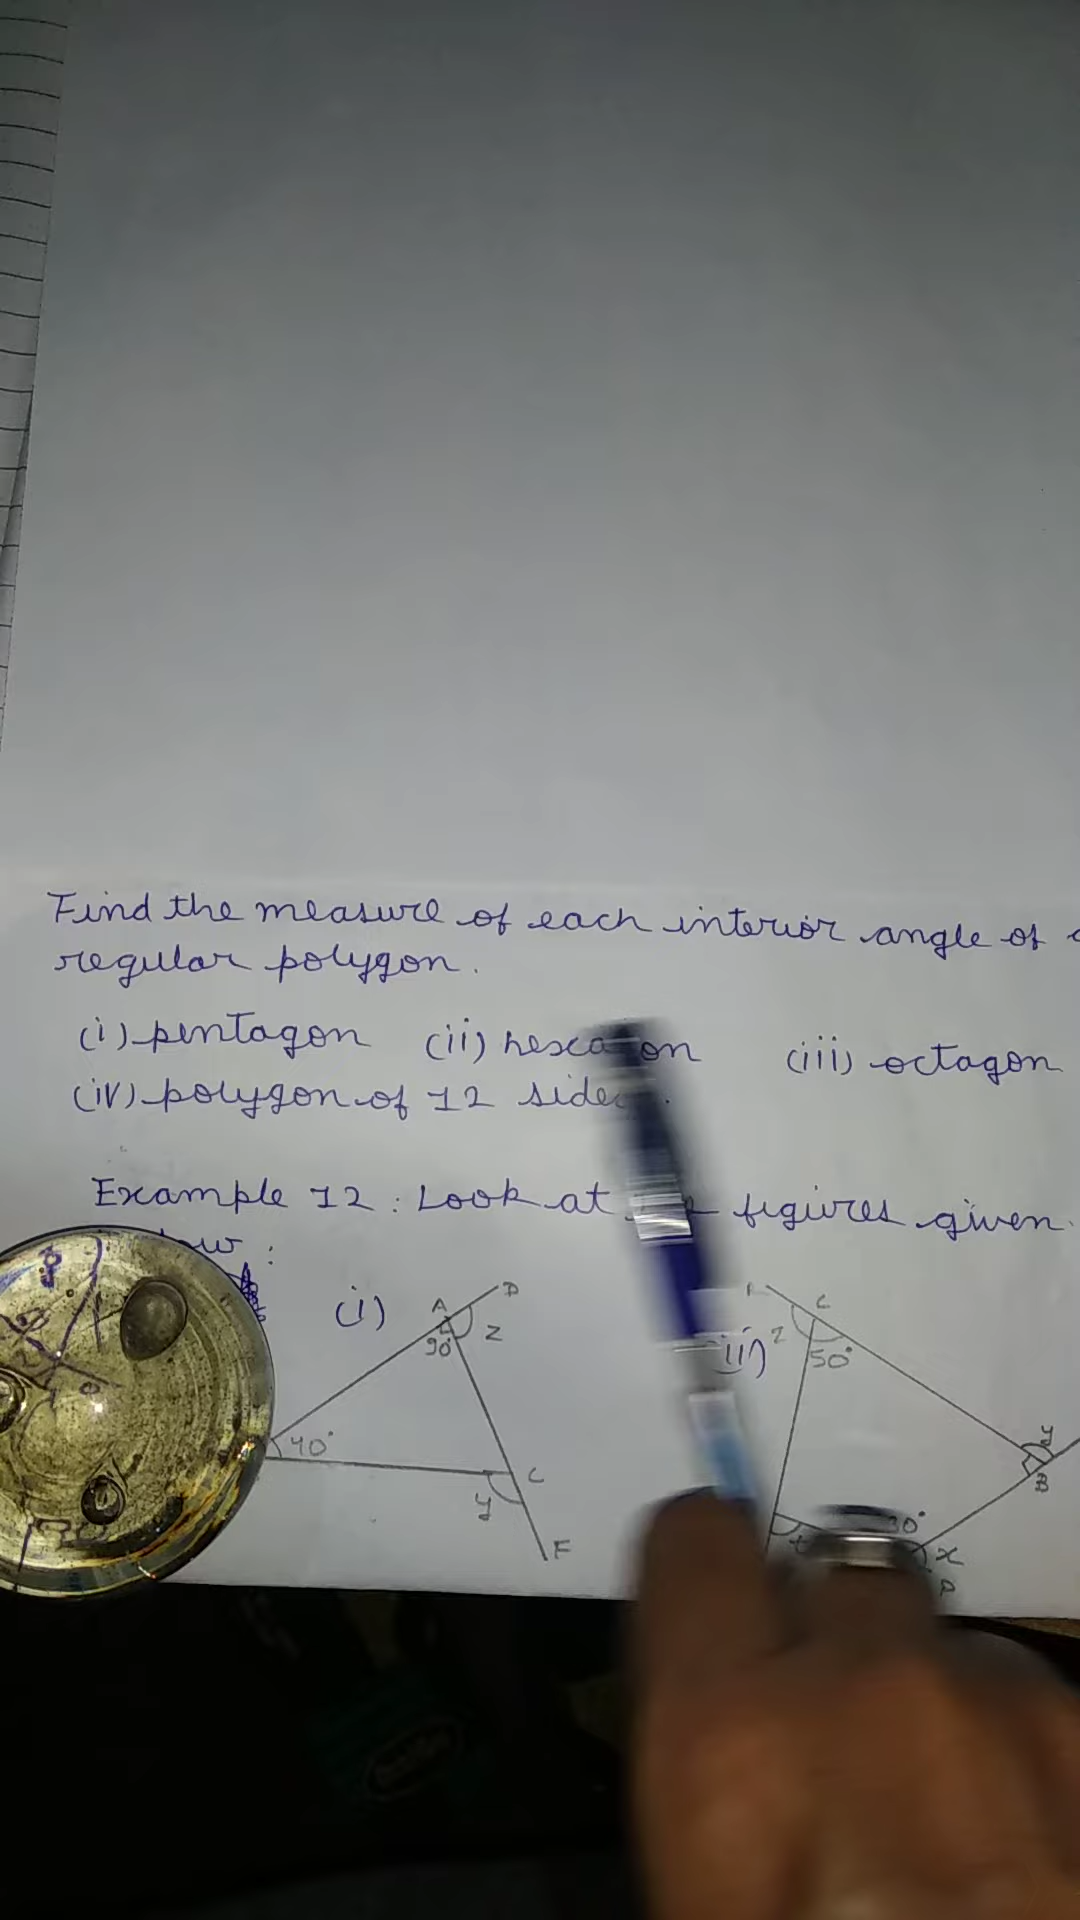 Find the measure of each interior angle of
regular polygon.
(i) pentagon (ii) hexagon (iii) octagon
(iv) polygon of 12 sides.
Example 12 : Look at figures given
:
(i) A D 90° z 40° C y F
(ii) C z 50° y B 30° x